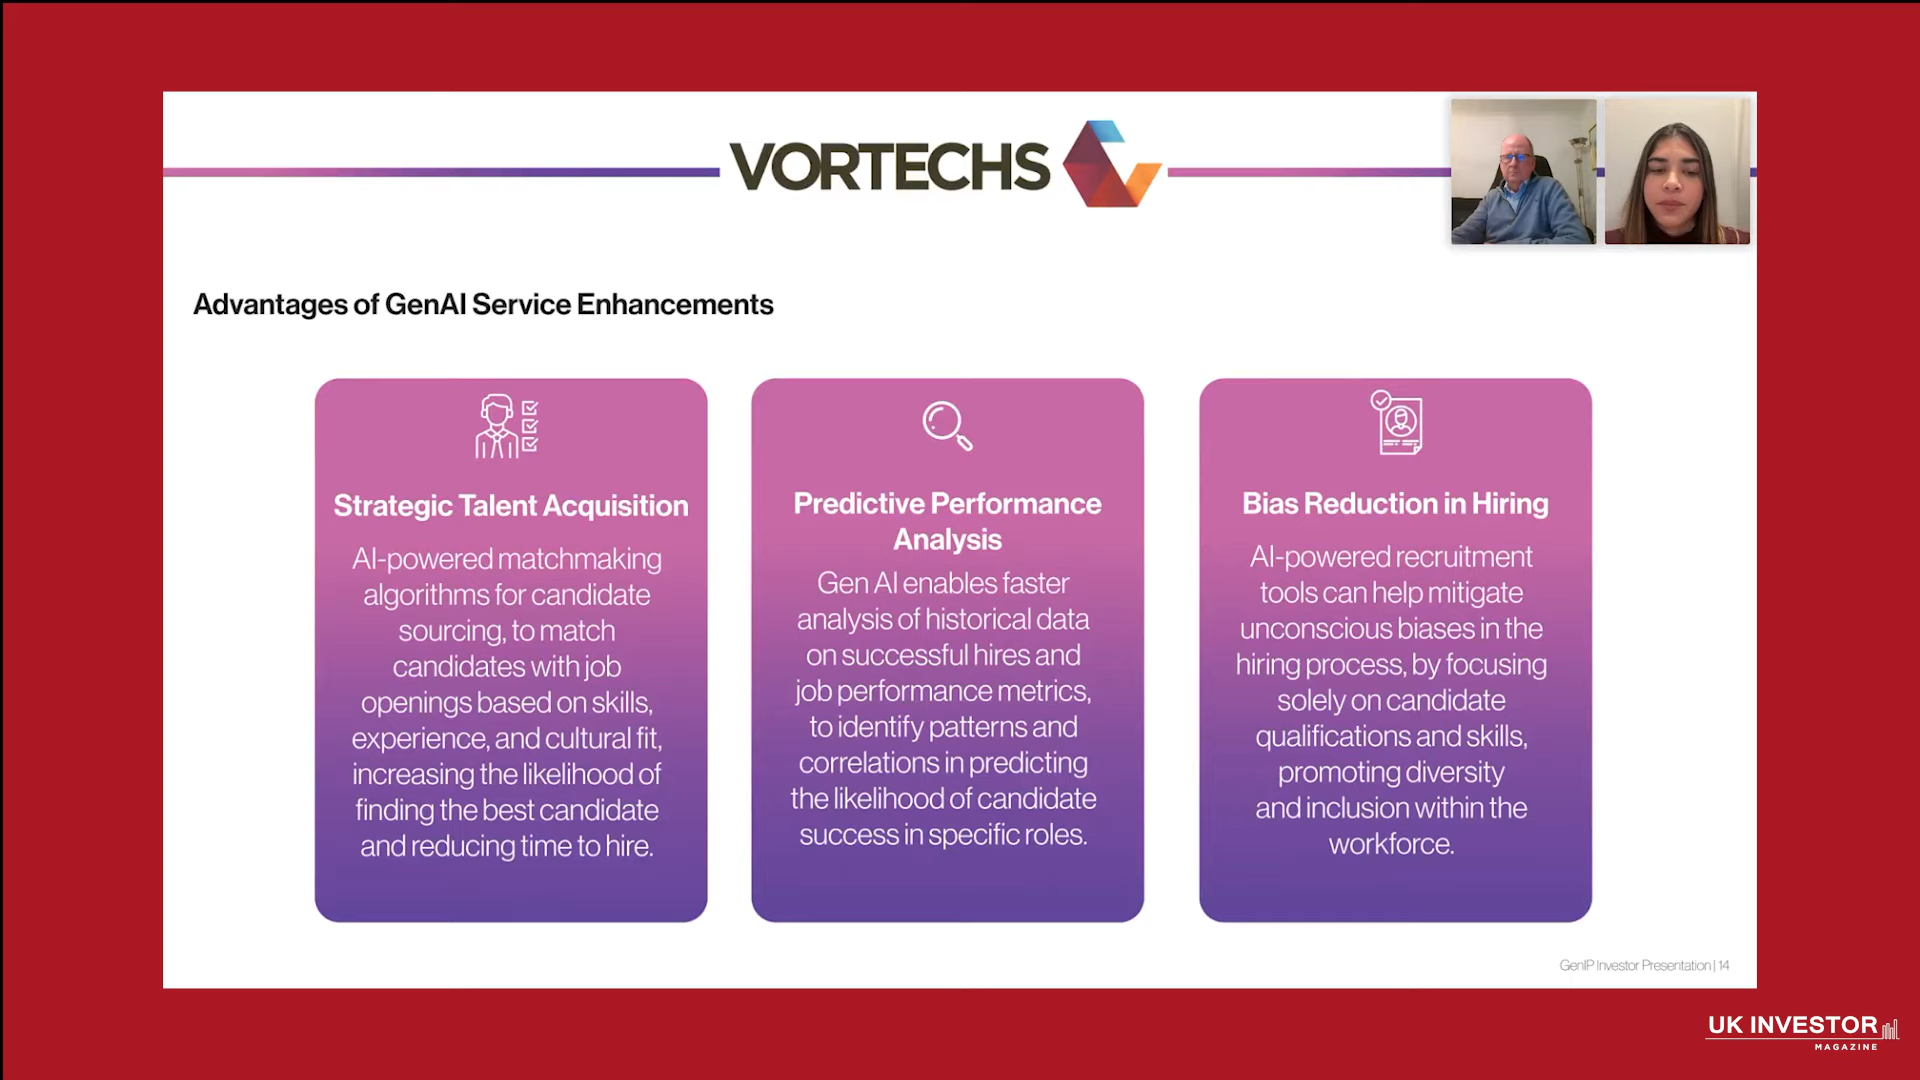 VORTECHS
Advantages of GenAI Service Enhancements
Strategic Talent Acquisition
AI-powered matchmaking
algorithms for candidate
sourcing, to match
candidates with job
openings based on skills,
experience, and cultural fit,
increasing the likelihood of
finding the best candidate
and reducing time to hire.
Predictive Performance
Analysis
Gen AI enables faster
analysis of historical data
on successful hires and
job performance metrics,
to identify patterns and
correlations in predicting
the likelihood of candidate
success in specific roles.
Bias Reduction in Hiring
AI-powered recruitment
tools can help mitigate
unconscious biases in the
hiring process, by focusing
solely on candidate
qualifications and skills,
promoting diversity
and inclusion within the
workforce.
GenIP Investor Presentation | 14
UK INVESTOR
MAGAZINE